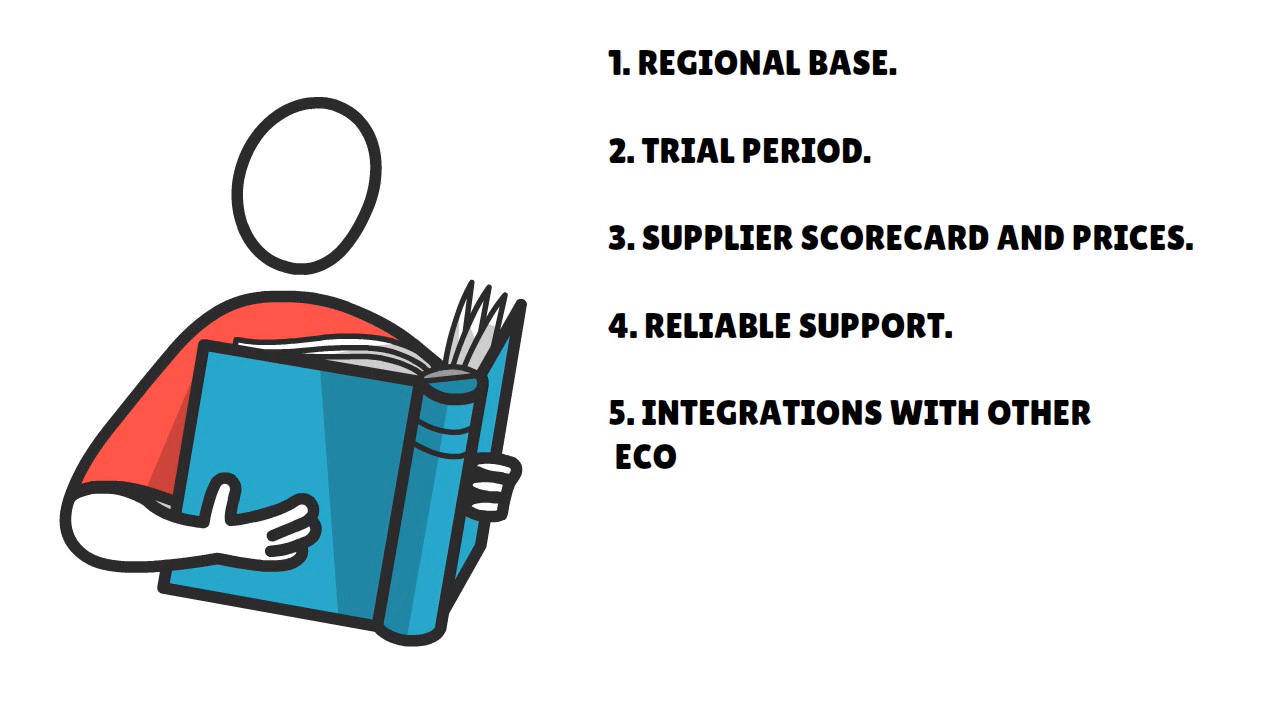 1. REGIONAL BASE.
2. TRIAL PERIOD.
3. SUPPLIER SCORECARD AND PRICES.
4. RELIABLE SUPPORT.
5. INTEGRATIONS WITH OTHER
ECO